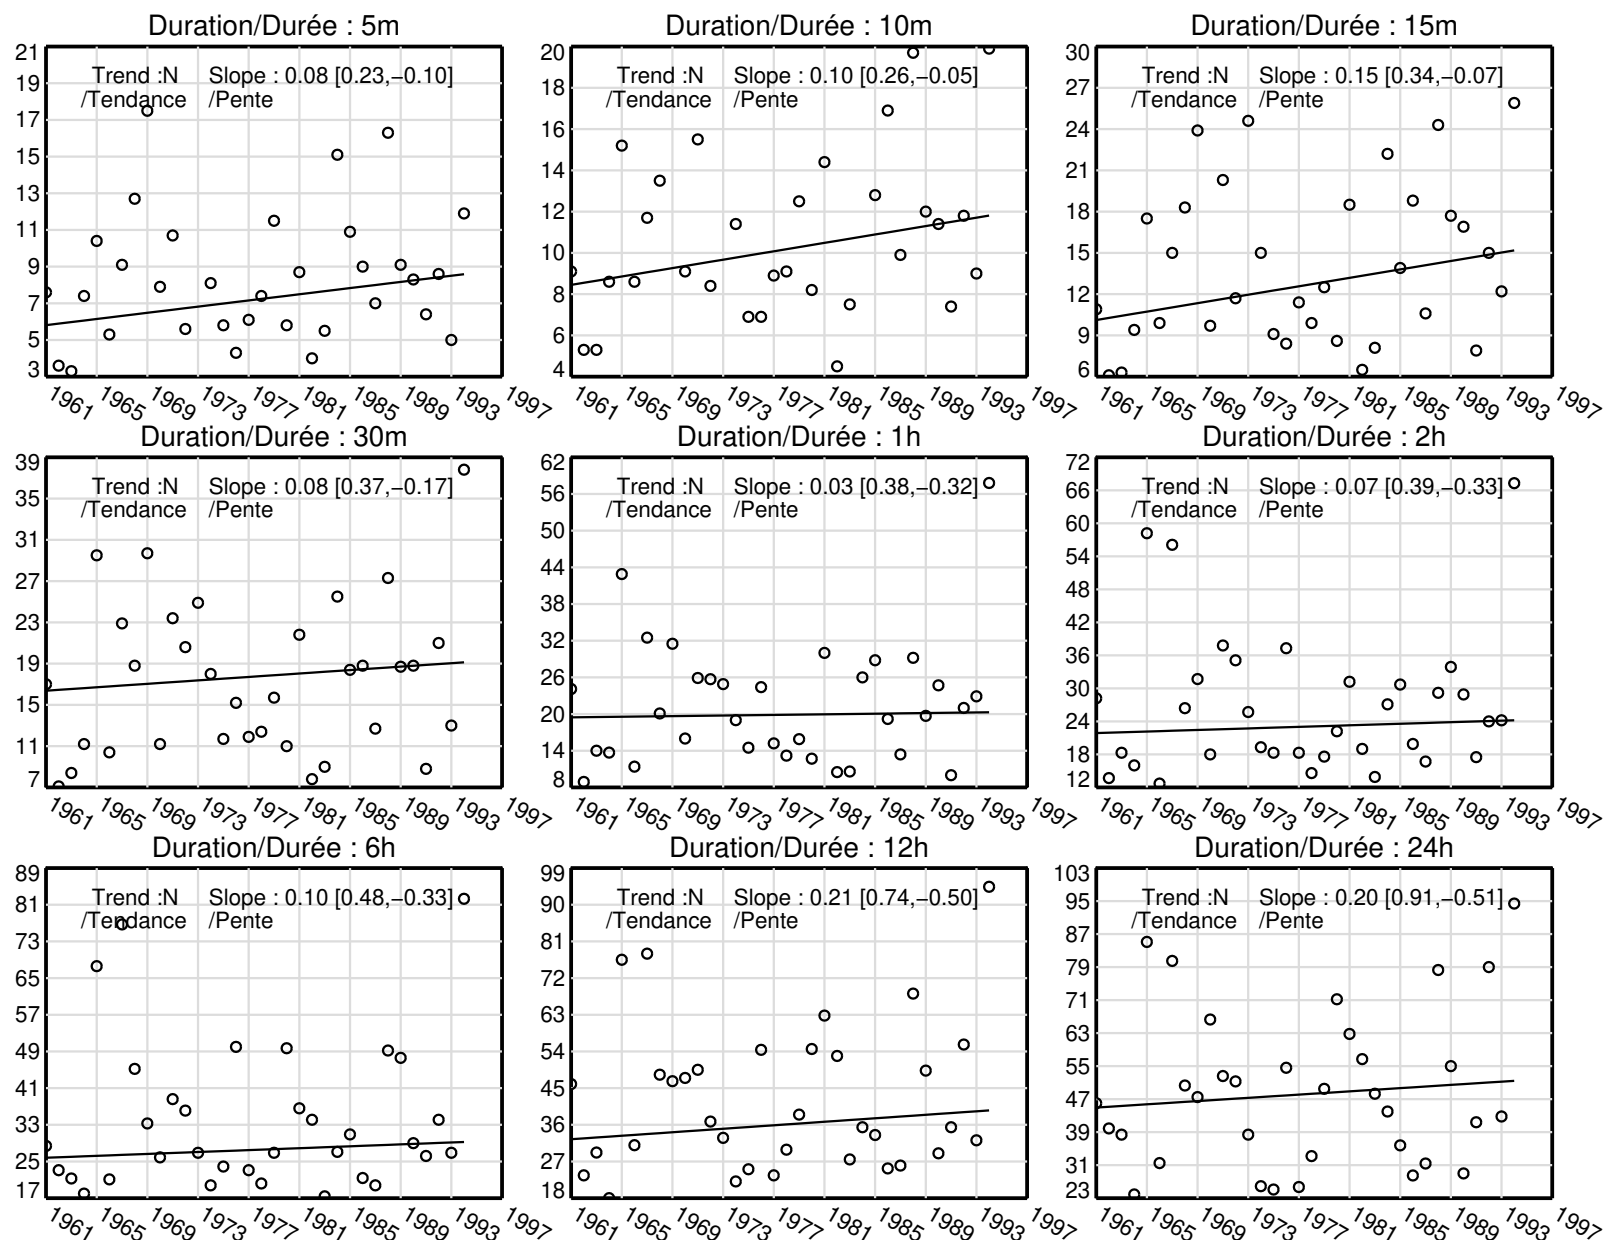 Duration/Durée : 5m
Trend :N Slope : 0.08 [0.23,−0.10]
/Tendance /Pente
21
19
17
15
13
11
9
7
5
3
1961 1965 1969 1973 1977 1981 1985 1989 1993 1997
Duration/Durée : 10m
Trend :N Slope : 0.10 [0.26,−0.05]
/Tendance /Pente
20
18
16
14
12
10
8
6
4
1961 1965 1969 1973 1977 1981 1985 1989 1993 1997
Duration/Durée : 15m
Trend :N Slope : 0.15 [0.34,−0.07]
/Tendance /Pente
30
27
24
21
18
15
12
9
6
1961 1965 1969 1973 1977 1981 1985 1989 1993 1997
Duration/Durée : 30m
Trend :N Slope : 0.08 [0.37,−0.17]
/Tendance /Pente
39
35
31
27
23
19
15
11
7
1961 1965 1969 1973 1977 1981 1985 1989 1993 1997
Duration/Durée : 1h
Trend :N Slope : 0.03 [0.38,−0.32]
/Tendance /Pente
62
56
50
44
38
32
26
20
14
8
1961 1965 1969 1973 1977 1981 1985 1989 1993 1997
Duration/Durée : 2h
Trend :N Slope : 0.07 [0.39,−0.33]
/Tendance /Pente
72
66
60
54
48
42
36
30
24
18
12
1961 1965 1969 1973 1977 1981 1985 1989 1993 1997
Duration/Durée : 6h
Trend :N Slope : 0.10 [0.48,−0.33]
/Tendance /Pente
89
81
73
65
57
49
41
33
25
17
1961 1965 1969 1973 1977 1981 1985 1989 1993 1997
Duration/Durée : 12h
Trend :N Slope : 0.21 [0.74,−0.50]
/Tendance /Pente
99
90
81
72
63
54
45
36
27
18
1961 1965 1969 1973 1977 1981 1985 1989 1993 1997
Duration/Durée : 24h
Trend :N Slope : 0.20 [0.91,−0.51]
/Tendance /Pente
103
95
87
79
71
63
55
47
39
31
23
1961 1965 1969 1973 1977 1981 1985 1989 1993 1997